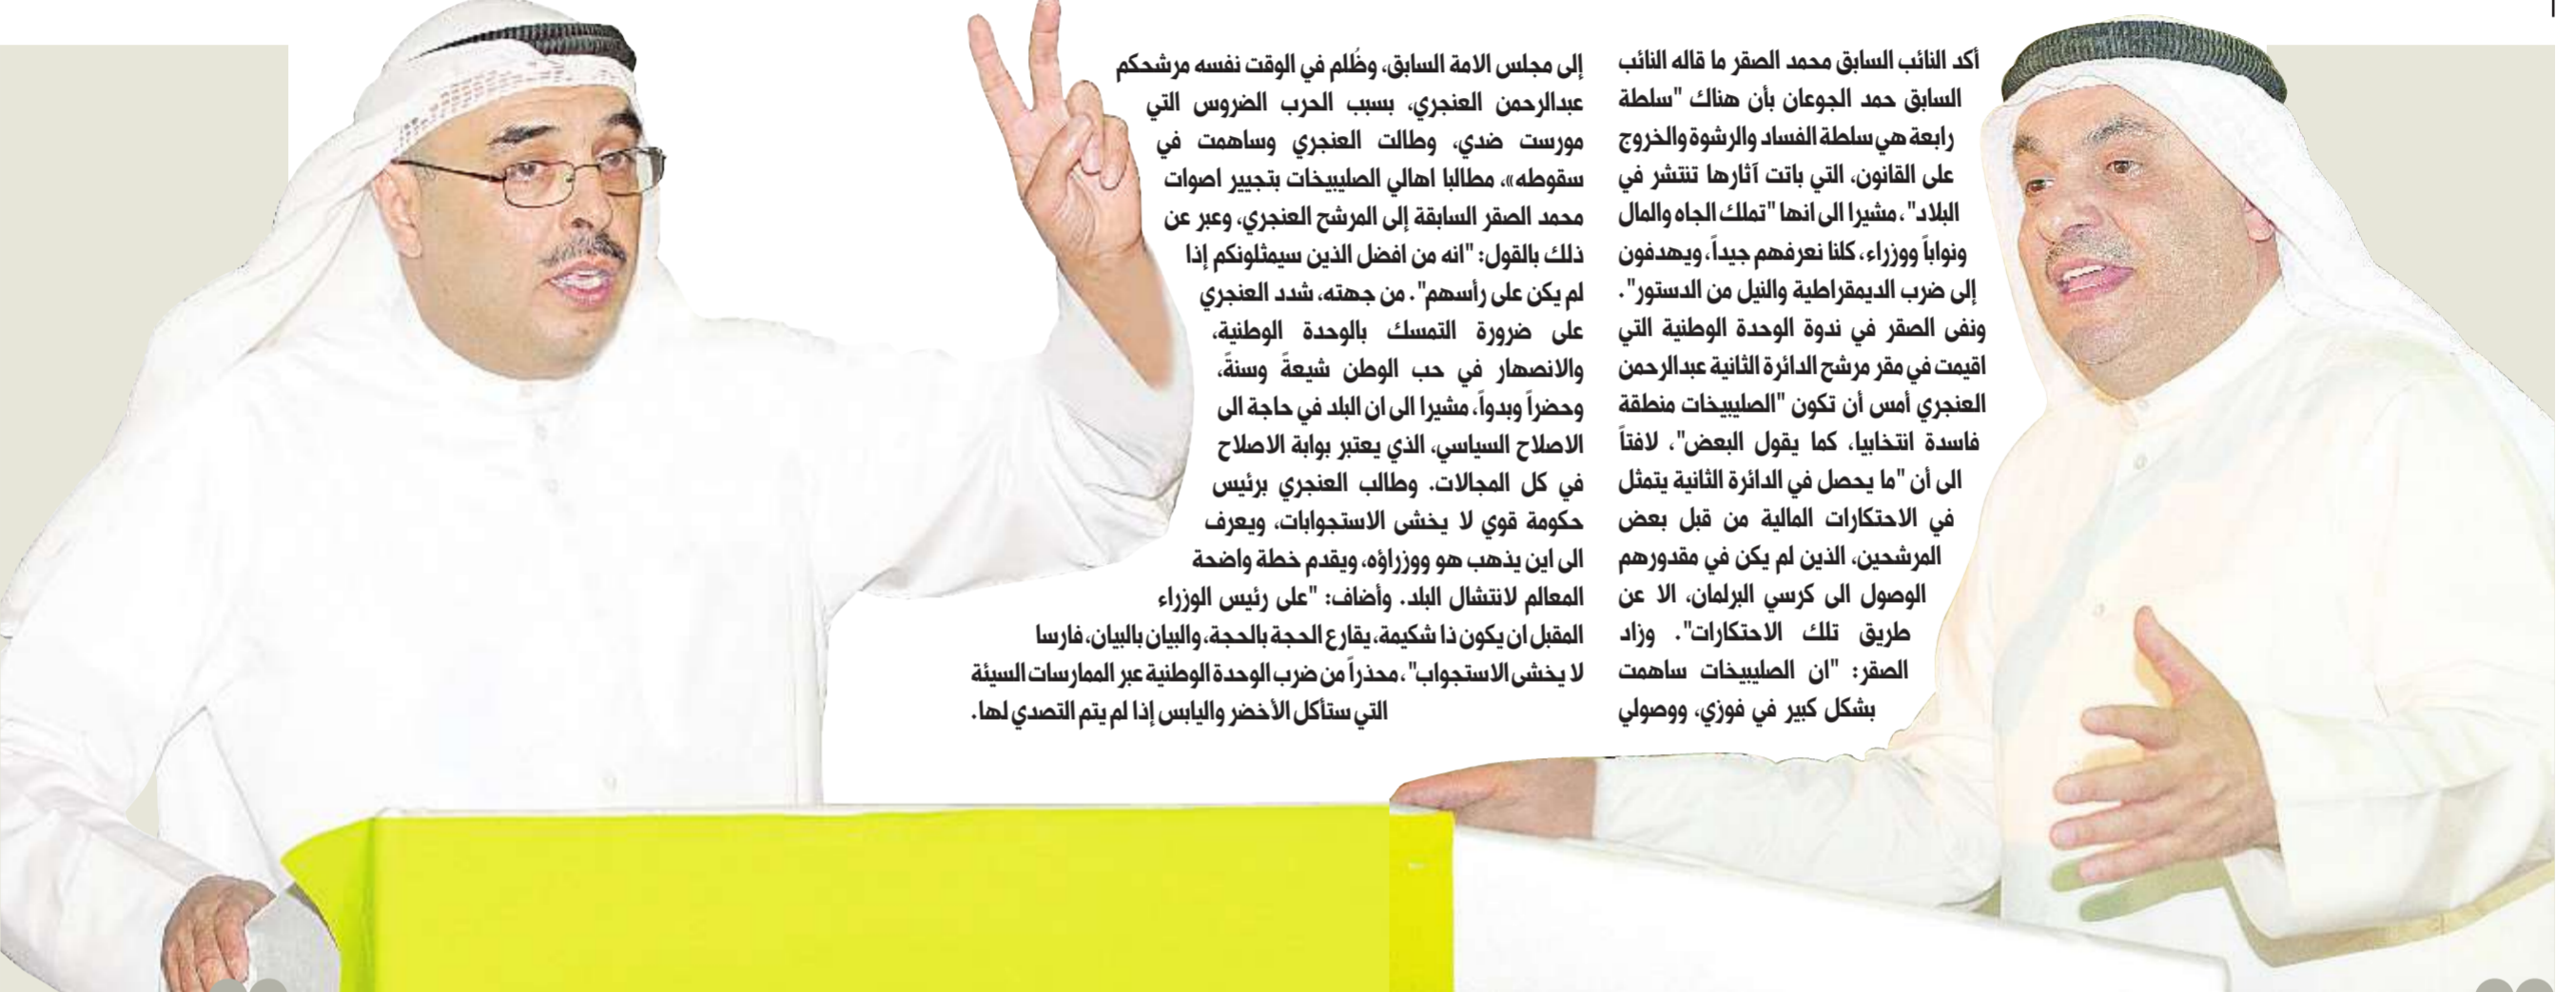 أكد النائب السابق محمد الصقر ما قاله النائب
السابق حمد الجوعان بأن هناك "سلطة
رابعة هي سلطة الفساد والرشوة والخروج
على القانون، التي باتت آثارها تنتشر في
البلاد"، مشيرا الى انها "تملك الجاه والمال
ونواباً ووزراء، كلنا نعرفهم جيداً، ويهدفون
إلى ضرب الديمقراطية والنيل من الدستور".
ونفى الصقر في ندوة الوحدة الوطنية التي
اقيمت في مقر مرشح الدائرة الثانية عبدالرحمن
العنجري أمس أن تكون "الصليبيخات منطقة
فاسدة انتخابيا، كما يقول البعض"، لافتاً
الى أن "ما يحصل في الدائرة الثانية يتمثل
في الاحتكارات المالية من قبل بعض
المرشحين، الذين لم يكن في مقدورهم
الوصول الى كرسي البرلمان، الا عن
طريق تلك الاحتكارات". وزاد
الصقر: "ان الصليبيخات ساهمت
بشكل كبير في فوزي، ووصولي
إلى مجلس الامة السابق، وظُلم في الوقت نفسه مرشحكم
عبدالرحمن العنجري، بسبب الحرب الضروس التي
مورست ضدي، وطالت العنجري وساهمت في
سقوطه»، مطالبا اهالي الصليبيخات بتجيير اصوات
محمد الصقر السابقة إلى المرشح العنجري، وعبر عن
ذلك بالقول: "انه من افضل الذين سيمثلونكم إذا
لم يكن على رأسهم". من جهته، شدد العنجري
على ضرورة التمسك بالوحدة الوطنية،
والانصهار في حب الوطن شيعةً وسنةً،
وحضراً وبدواً، مشيرا الى ان البلد في حاجة الى
الاصلاح السياسي، الذي يعتبر بوابة الاصلاح
في كل المجالات. وطالب العنجري برئيس
حكومة قوي لا يخشى الاستجوابات، ويعرف
الى اين يذهب هو ووزراؤه، ويقدم خطة واضحة
المعالم لانتشال البلد. وأضاف: "على رئيس الوزراء
المقبل ان يكون ذا شكيمة، يقارع الحجة بالحجة، والبيان بالبيان، فارسا
لا يخشى الاستجواب"، محذراً من ضرب الوحدة الوطنية عبر الممارسات السيئة
التي ستأكل الأخضر واليابس إذا لم يتم التصدي لها.